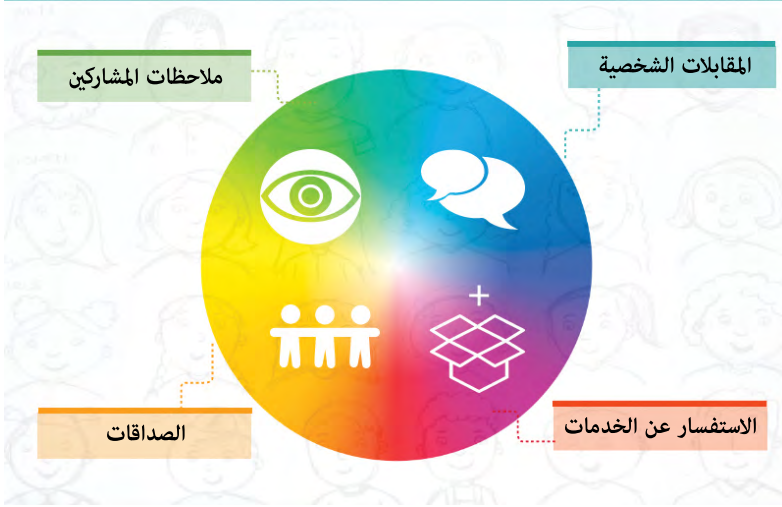 المقابلات الشخصية
ملاحظات المشاركين
الاستفسار عن الخدمات
الصداقات